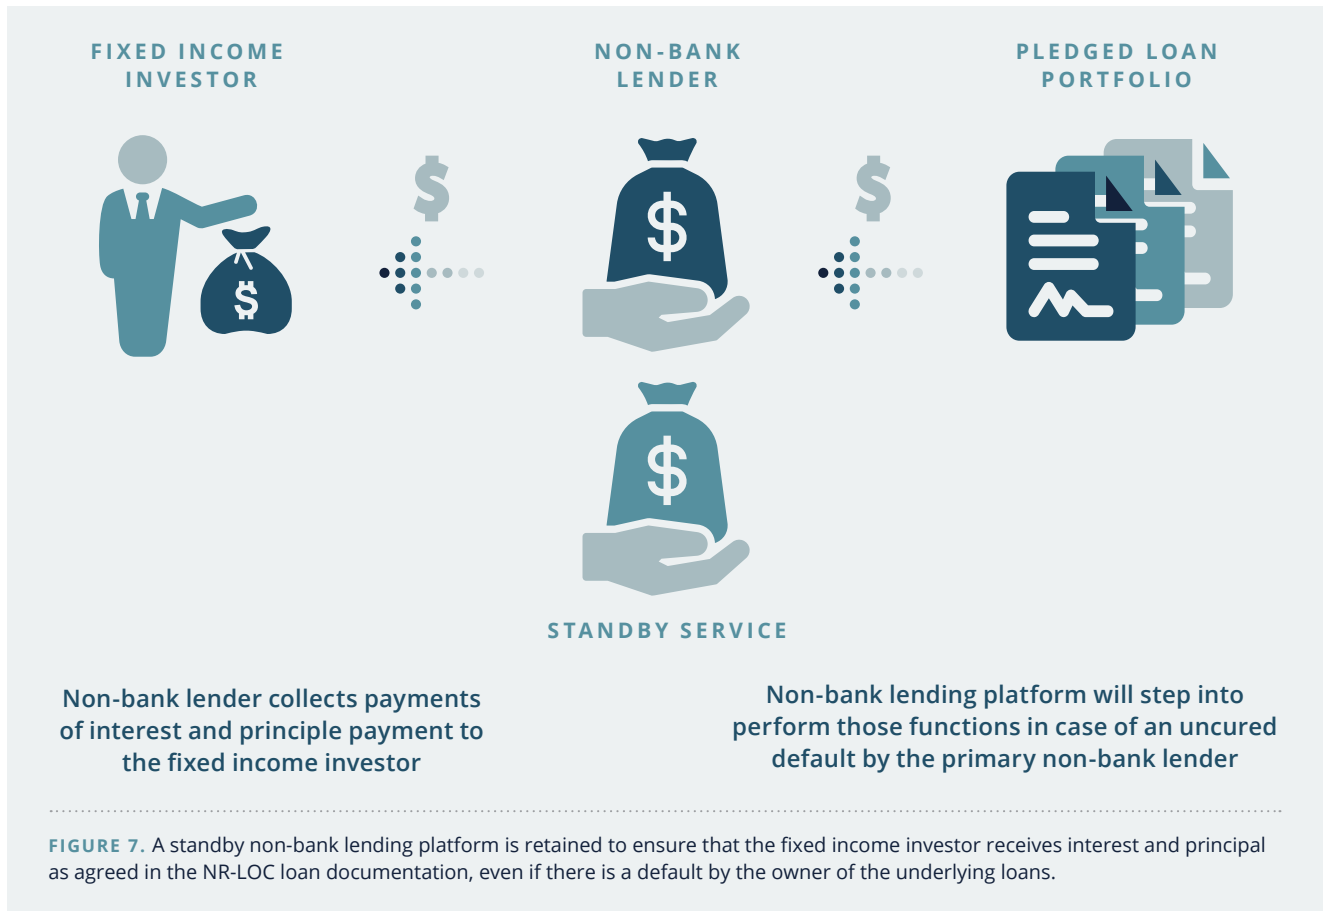 FIXED INCOME
INVESTOR
NON-BANK
LENDER
PLEDGED LOAN
PORTFOLIO
$
$
$
$
$
STANDBY SERVICE
Non-bank lender collects payments
of interest and principle payment to
the fixed income investor
Non-bank lending platform will step into
perform those functions in case of an uncured
default by the primary non-bank lender
FIGURE 7. A standby non-bank lending platform is retained to ensure that the fixed income investor receives interest and principal
as agreed in the NR-LOC loan documentation, even if there is a default by the owner of the underlying loans.